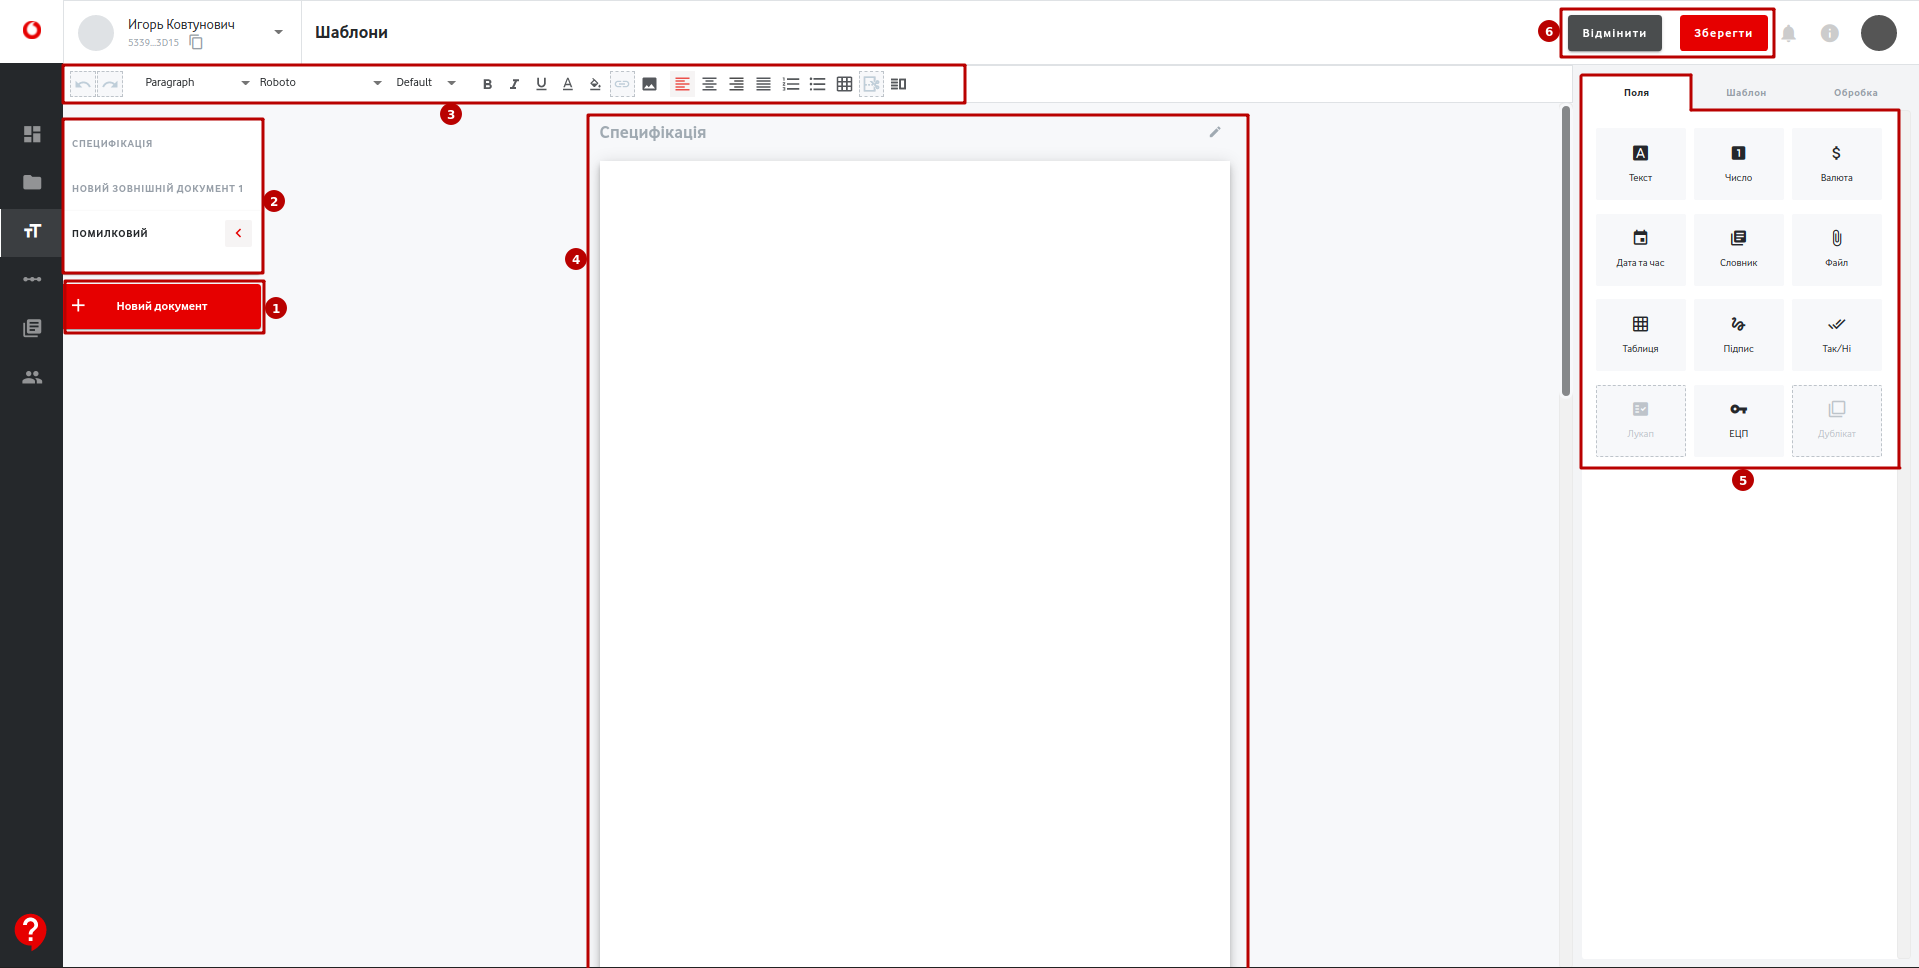 Игорь Ковтунович
5339...3D15
Шаблони
6
Відмінити
Зберегти
Paragraph
Roboto
Default
3
Поля
Шаблон
Обробка
СПЕЦИФІКАЦІЯ
НОВИЙ ЗОВНІШНІЙ ДОКУМЕНТ 1
ПОМИЛКОВИЙ
2
Новий документ
1
Специфікація
4
Текст
Число
Валюта
Дата та час
Словник
Файл
Таблиця
Підпис
Так/Ні
Лукап
ЕЦП
Дублікат
5